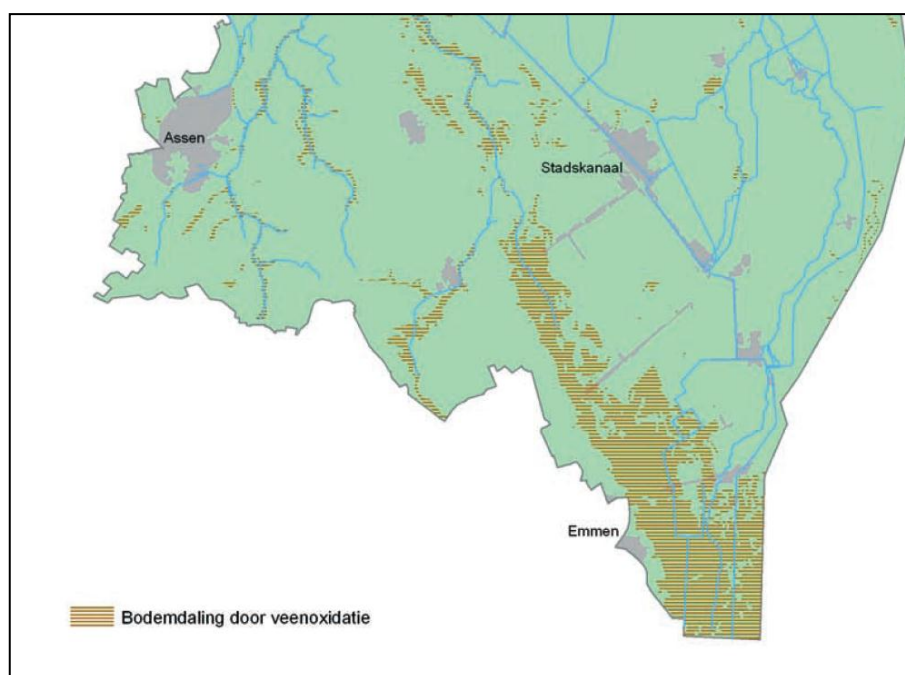 Assen
Stadskanaal
Emmen
Bodemdaling door veenoxidatie